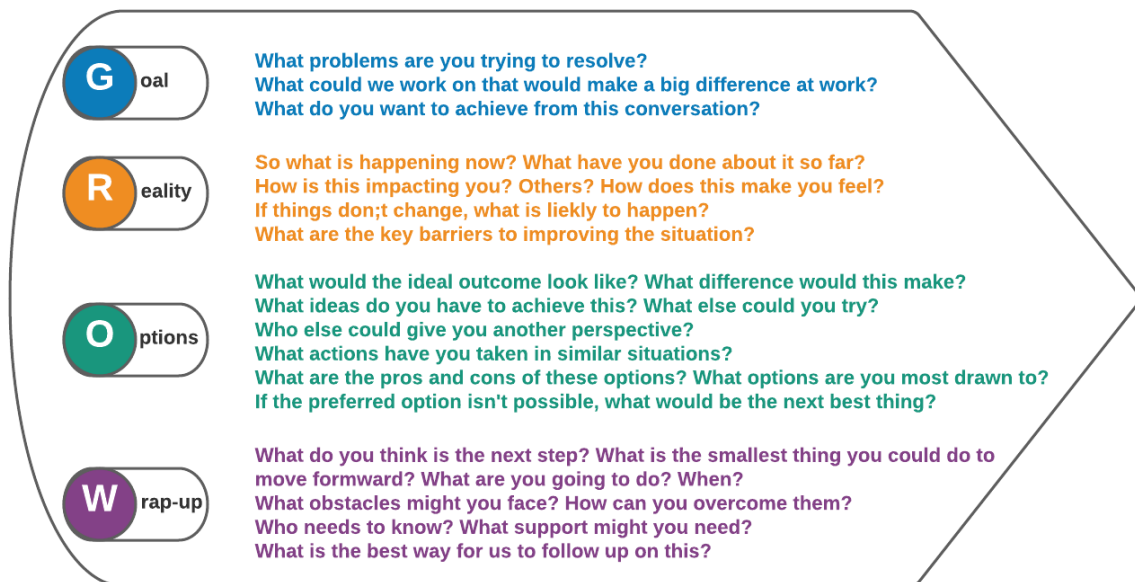 Goal
What problems are you trying to resolve?
What could we work on that would make a big difference at work?
What do you want to achieve from this conversation?
Reality
So what is happening now? What have you done about it so far?
How is this impacting you? Others? How does this make you feel?
If things don;t change, what is liekly to happen?
What are the key barriers to improving the situation?
Options
What would the ideal outcome look like? What difference would this make?
What ideas do you have to achieve this? What else could you try?
Who else could give you another perspective?
What actions have you taken in similar situations?
What are the pros and cons of these options? What options are you most drawn to?
If the preferred option isn't possible, what would be the next best thing?
Wrap-up
What do you think is the next step? What is the smallest thing you could do to
move formward? What are you going to do? When?
What obstacles might you face? How can you overcome them?
Who needs to know? What support might you need?
What is the best way for us to follow up on this?